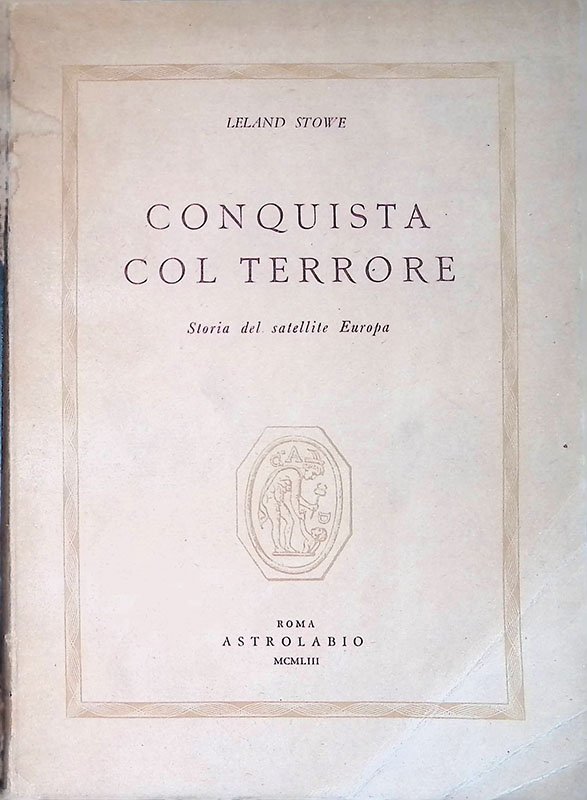 LELAND STOWE
CONQUISTA
COL TERRORE
Storia del satellite Europa
ROMA
ASTROLABIO
MCMLIII